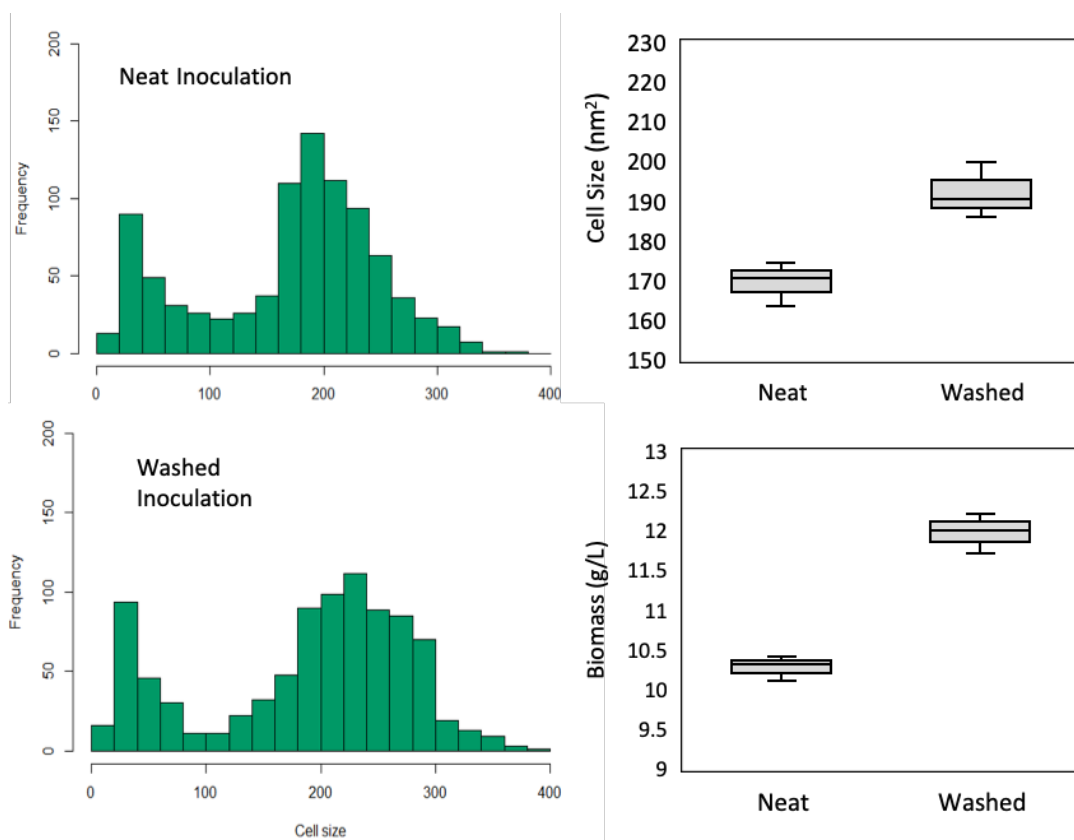 Neat Inoculation
Frequency
200
150
100
50
0
0 100 200 300 400
Cell Size (nm²)
230
220
210
200
190
180
170
160
150
Neat Washed
Washed
Inoculation
Frequency
200
150
100
50
0
0 100 200 300 400
Cell size
Biomass (g/L)
13
12.5
12
11.5
11
10.5
10
9.5
9
Neat Washed